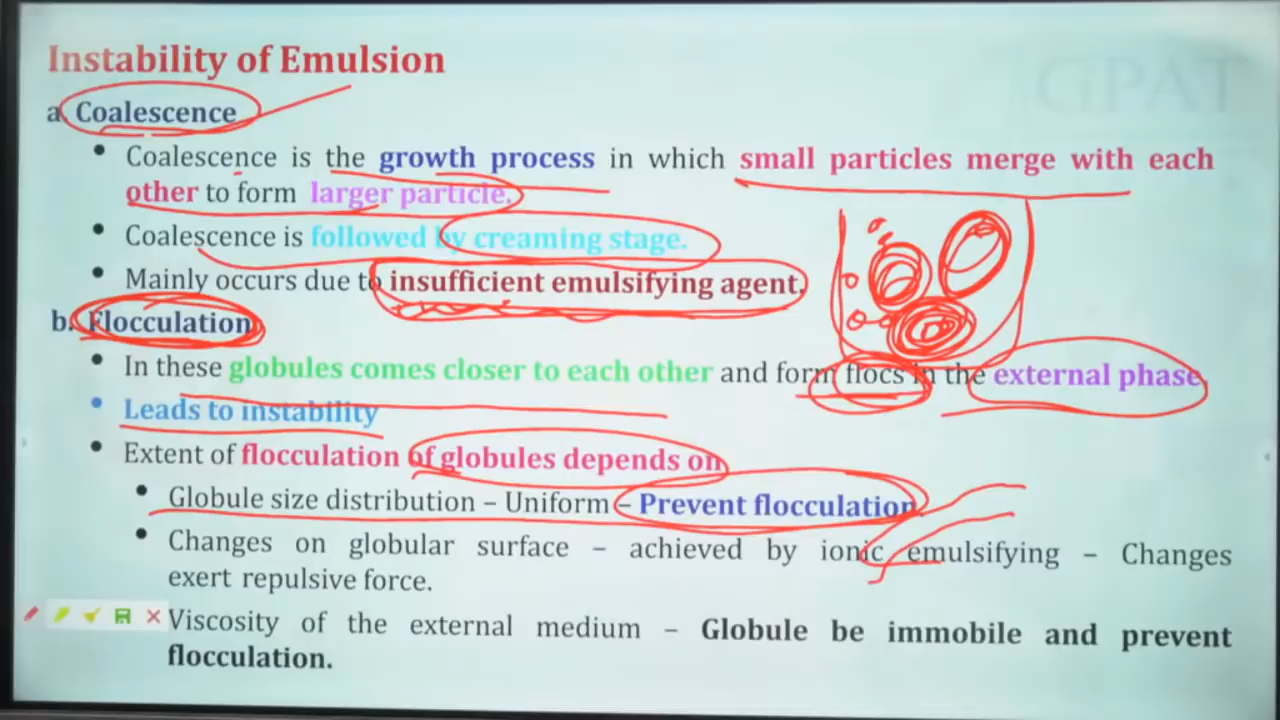 GPAT
Instability of Emulsion
a. Coalescence
• Coalescence is the growth process in which small particles merge with each
other to form larger particle.
• Coalescence is followed by creaming stage.
• Mainly occurs due to insufficient emulsifying agent.
b. Flocculation
• In these globules comes closer to each other and form flocs in the external phase.
• Leads to instability
• Extent of flocculation of globules depends on
• Globule size distribution – Uniform – Prevent flocculation
• Changes on globular surface – achieved by ionic emulsifying – Changes
exert repulsive force.
Viscosity of the external medium – Globule be immobile and prevent
flocculation.